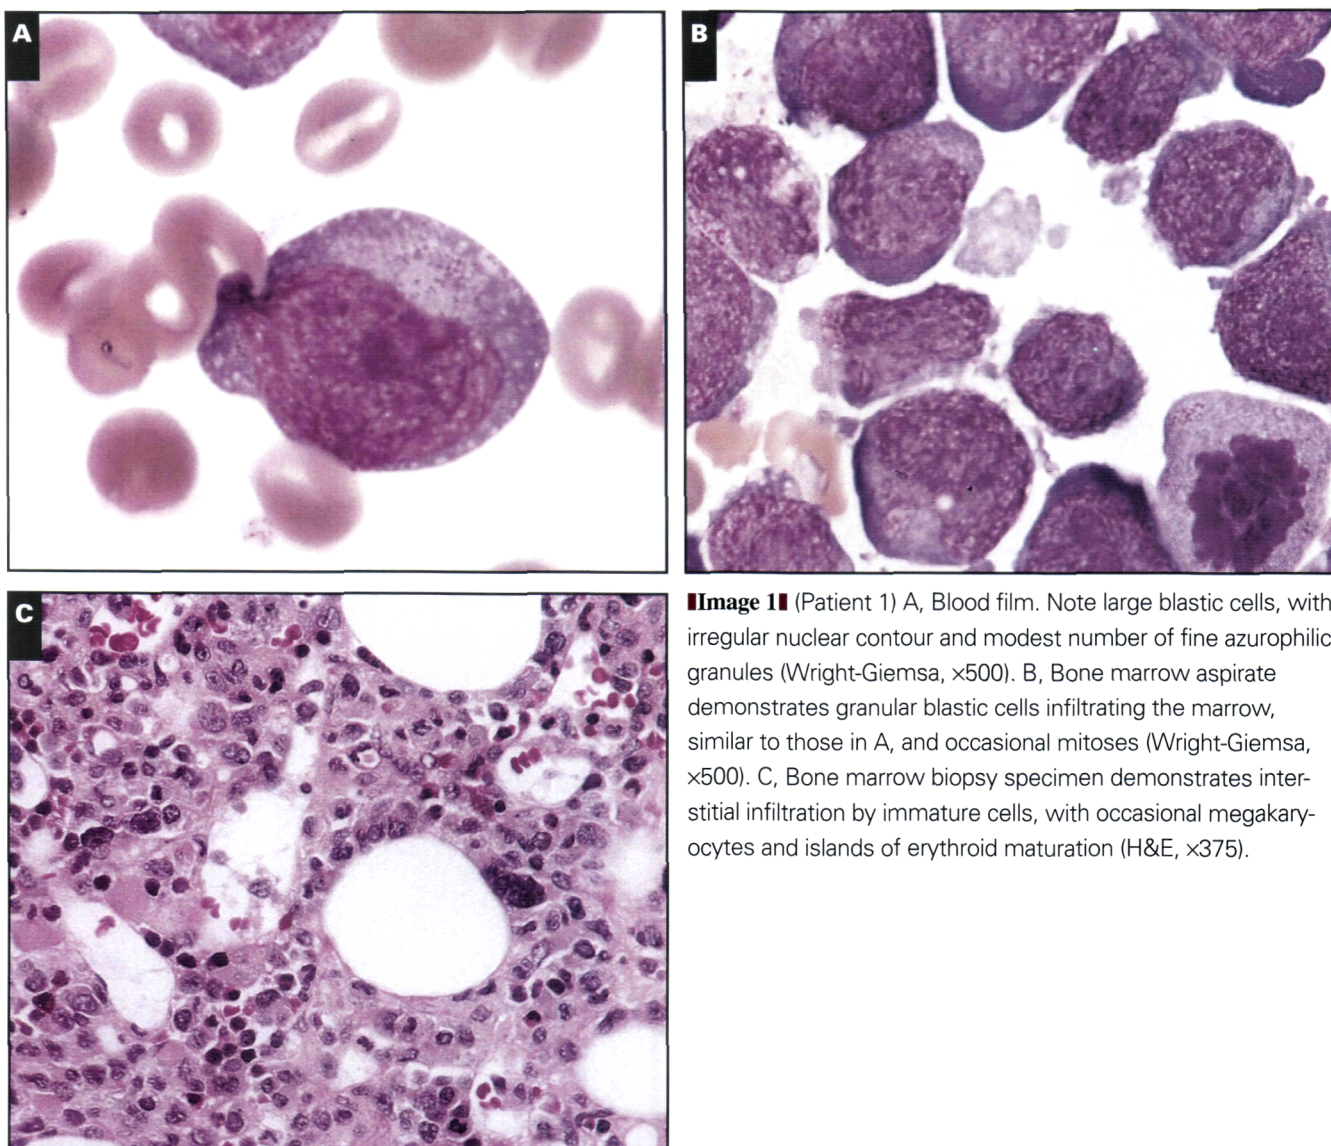 A
B
C
▮Image 1▮ (Patient 1) A, Blood film. Note large blastic cells, with
irregular nuclear contour and modest number of fine azurophilic
granules (Wright-Giemsa, ×500). B, Bone marrow aspirate
demonstrates granular blastic cells infiltrating the marrow,
similar to those in A, and occasional mitoses (Wright-Giemsa,
×500). C, Bone marrow biopsy specimen demonstrates inter-
stitial infiltration by immature cells, with occasional megakary-
ocytes and islands of erythroid maturation (H&E, ×375).